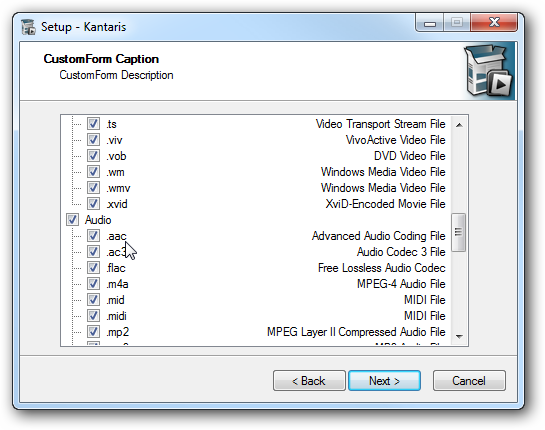 Setup - Kantaris
CustomForm Caption
CustomForm Description
.ts Video Transport Stream File
.viv VivoActive Video File
.vob DVD Video File
.wm Windows Media Video File
.wmv Windows Media Video File
.xvid XviD-Encoded Movie File
Audio
.aac Advanced Audio Coding File
.ac3 Audio Codec 3 File
.flac Free Lossless Audio Codec
.m4a MPEG-4 Audio File
.mid MIDI File
.midi MIDI File
.mp2 MPEG Layer II Compressed Audio File
< Back Next > Cancel